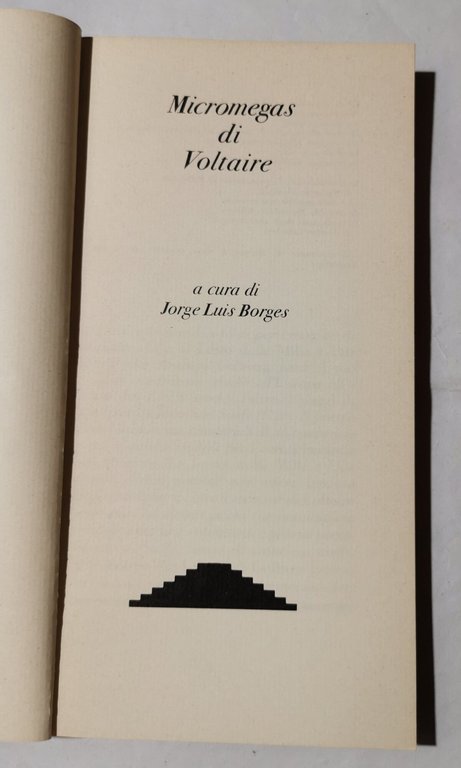 Micromegas
di
Voltaire
a cura di
Jorge Luis Borges